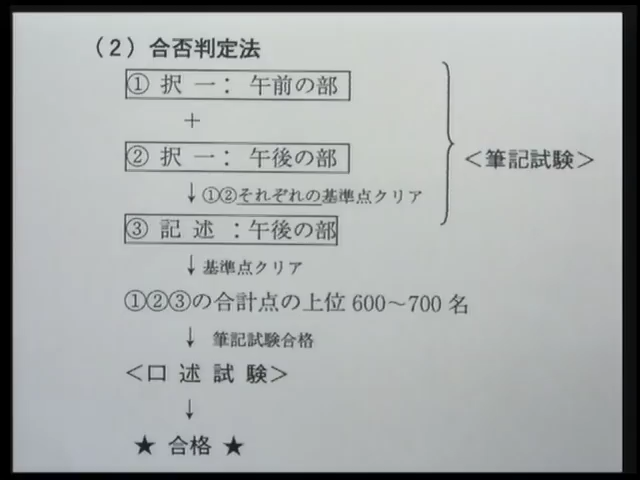 （2）合否判定法
① 択 一： 午前の部
＋
② 択 一： 午後の部
＜筆記試験＞
↓①②それぞれの基準点クリア
③ 記 述 ：午後の部
↓基準点クリア
①②③の合計点の上位 600～700 名
↓ 筆記試験合格
＜口 述 試 験＞
↓
★ 合格 ★